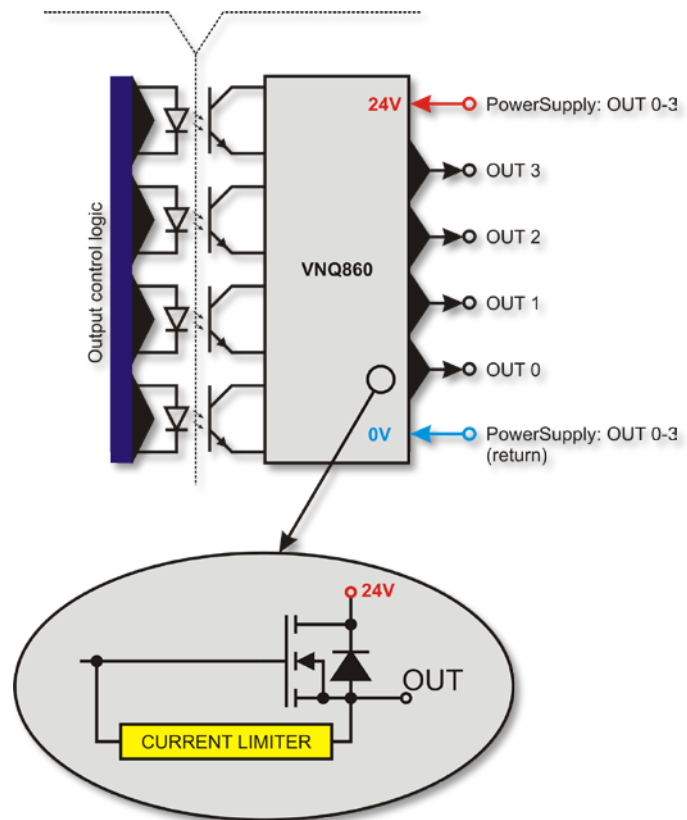 24V
PowerSupply: OUT 0-3
OUT 3
OUT 2
Output control logic
VNQ860
OUT 1
OUT 0
0V
PowerSupply: OUT 0-3
(return)
24V
OUT
CURRENT LIMITER